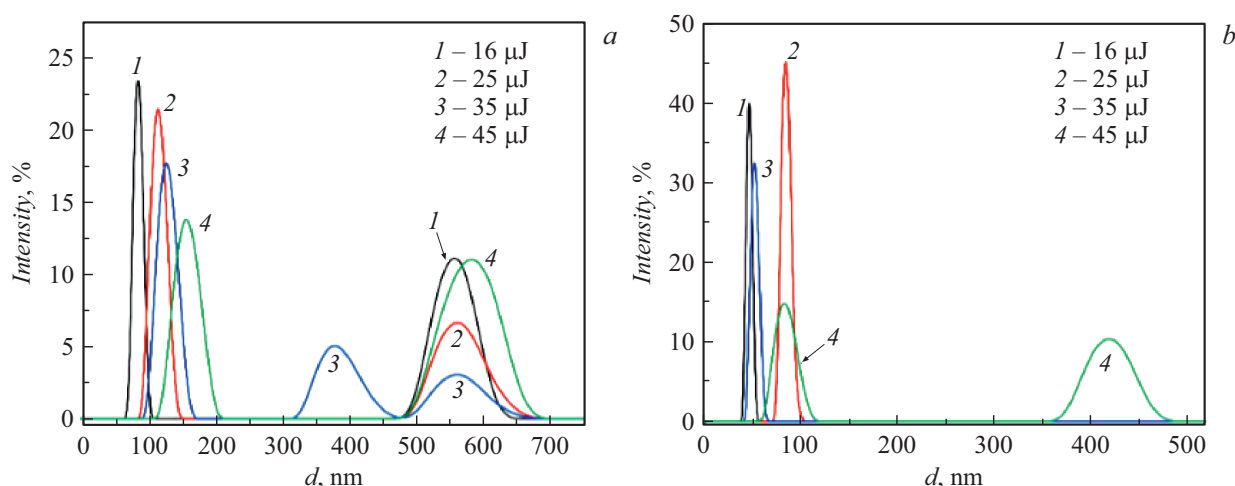 a
1 – 16 μJ
2 – 25 μJ
3 – 35 μJ
4 – 45 μJ
1
2
3
4
3
1
4
2
3
Intensity, %
25
20
15
10
5
0
0 100 200 300 400 500 600 700
d, nm
b
1 – 16 μJ
2 – 25 μJ
3 – 35 μJ
4 – 45 μJ
2
1
3
4
4
Intensity, %
50
40
30
20
10
0
0 100 200 300 400 500
d, nm